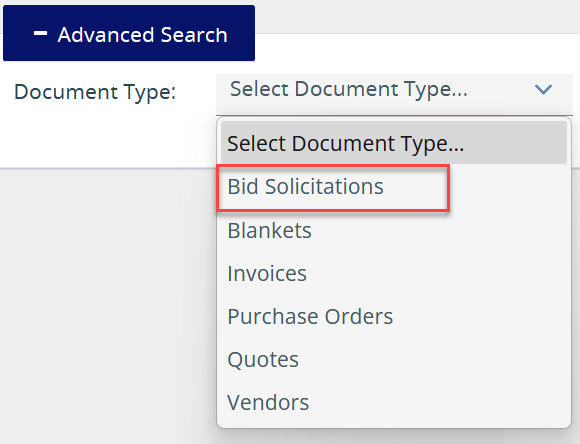 Advanced Search
Document Type: Select Document Type...
Select Document Type...
Bid Solicitations
Blankets
Invoices
Purchase Orders
Quotes
Vendors